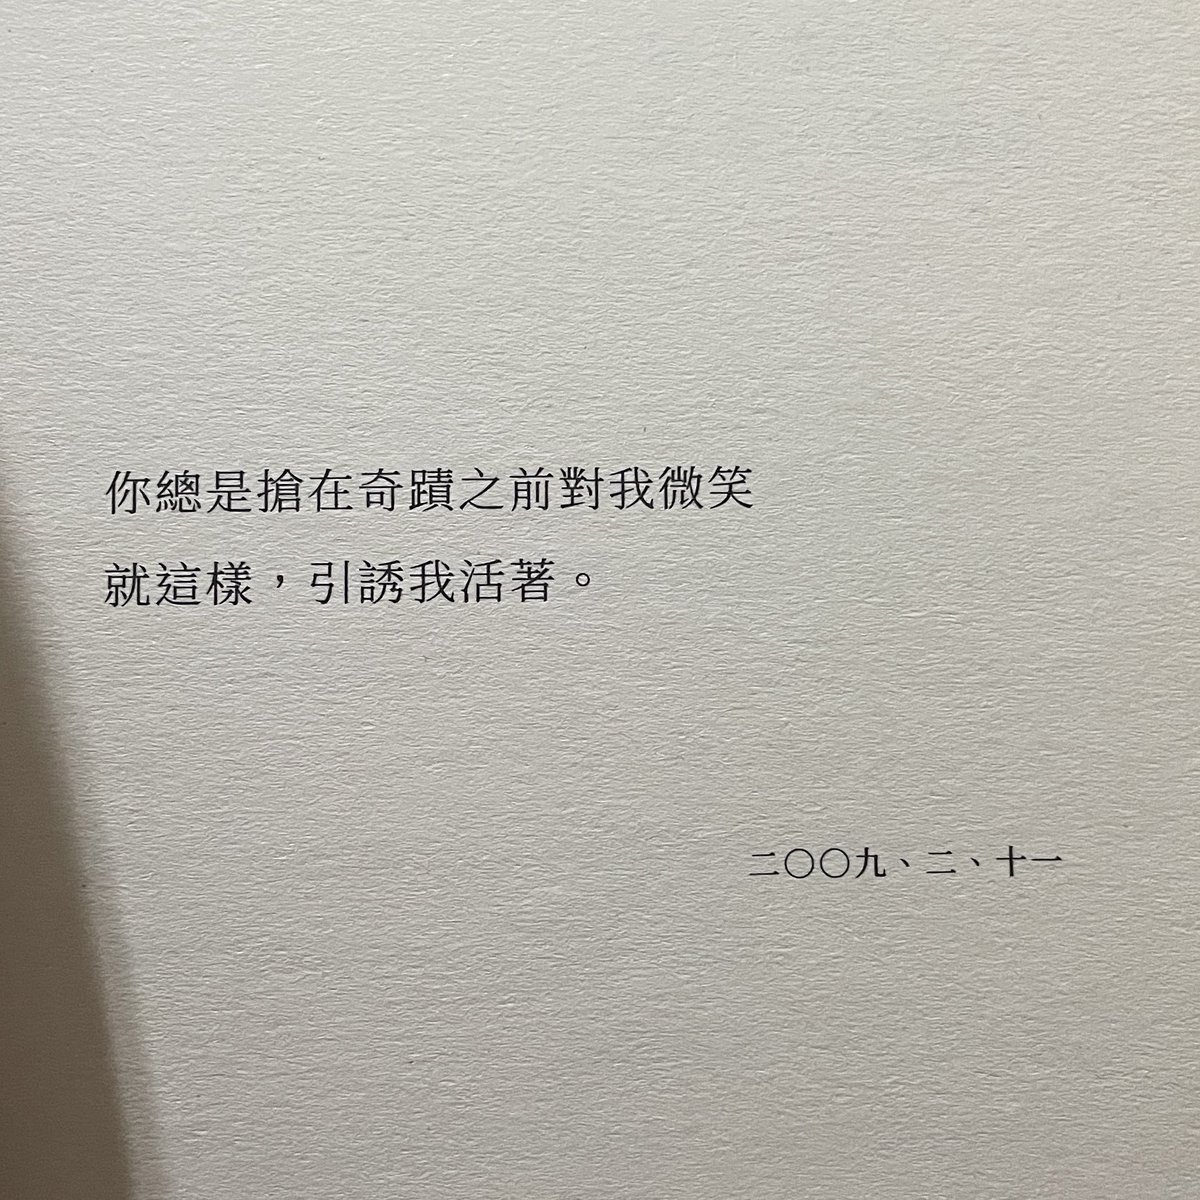 你總是搶在奇蹟之前對我微笑
就這樣，引誘我活著。
二〇〇九、二、十一